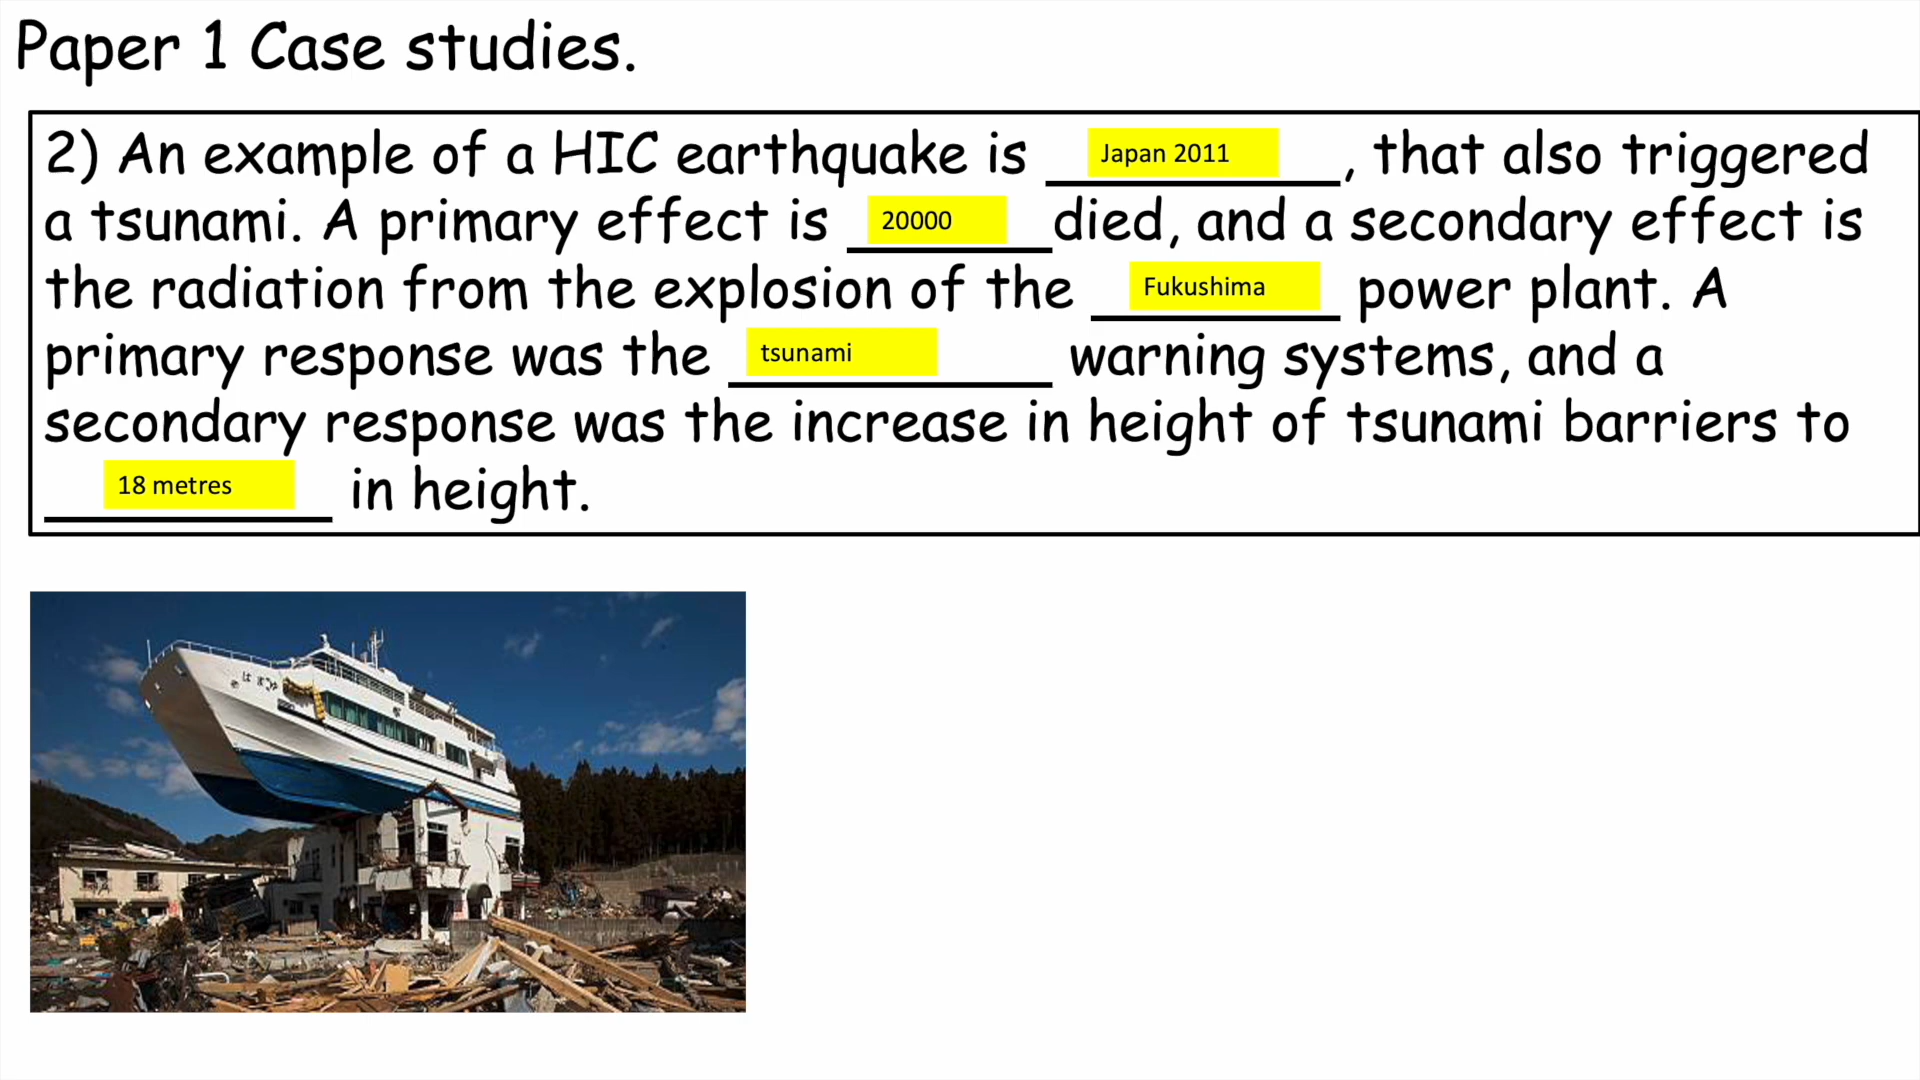 Paper 1 Case studies.
2) An example of a HIC earthquake is Japan 2011, that also triggered
a tsunami. A primary effect is 20000 died, and a secondary effect is
the radiation from the explosion of the Fukushima power plant. A
primary response was the tsunami warning systems, and a
secondary response was the increase in height of tsunami barriers to
18 metres in height.
はまゆ